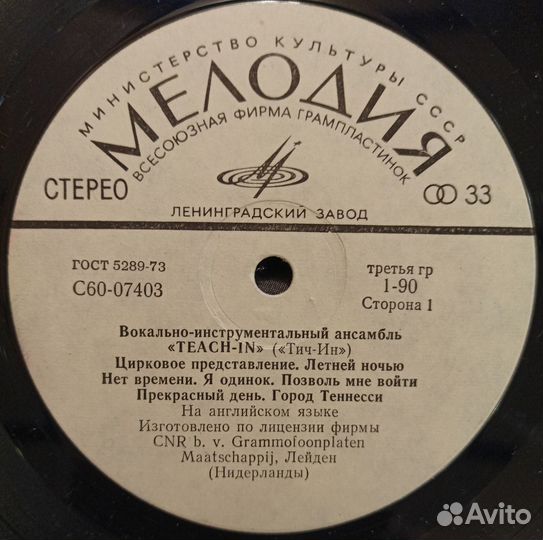 МИНИСТЕРСТВО КУЛЬТУРЫ СССР
МЕЛОДИЯ
ВСЕСОЮЗНАЯ ФИРМА ГРАМПЛАСТИНОК
СТЕРЕО
33
ЛЕНИНГРАДСКИЙ ЗАВОД
ГОСТ 5289-73
С60-07403
третья гр
1-90
Сторона 1
Вокально-инструментальный ансамбль
«TEACH-IN» («Тич-Ин»)
Цирковое представление. Летней ночью
Нет времени. Я одинок. Позволь мне войти
Прекрасный день. Город Теннесси
На английском языке
Изготовлено по лицензии фирмы
CNR b. v. Grammofoonplaten
Maatschappij, Лейден
(Нидерланды)
Avito